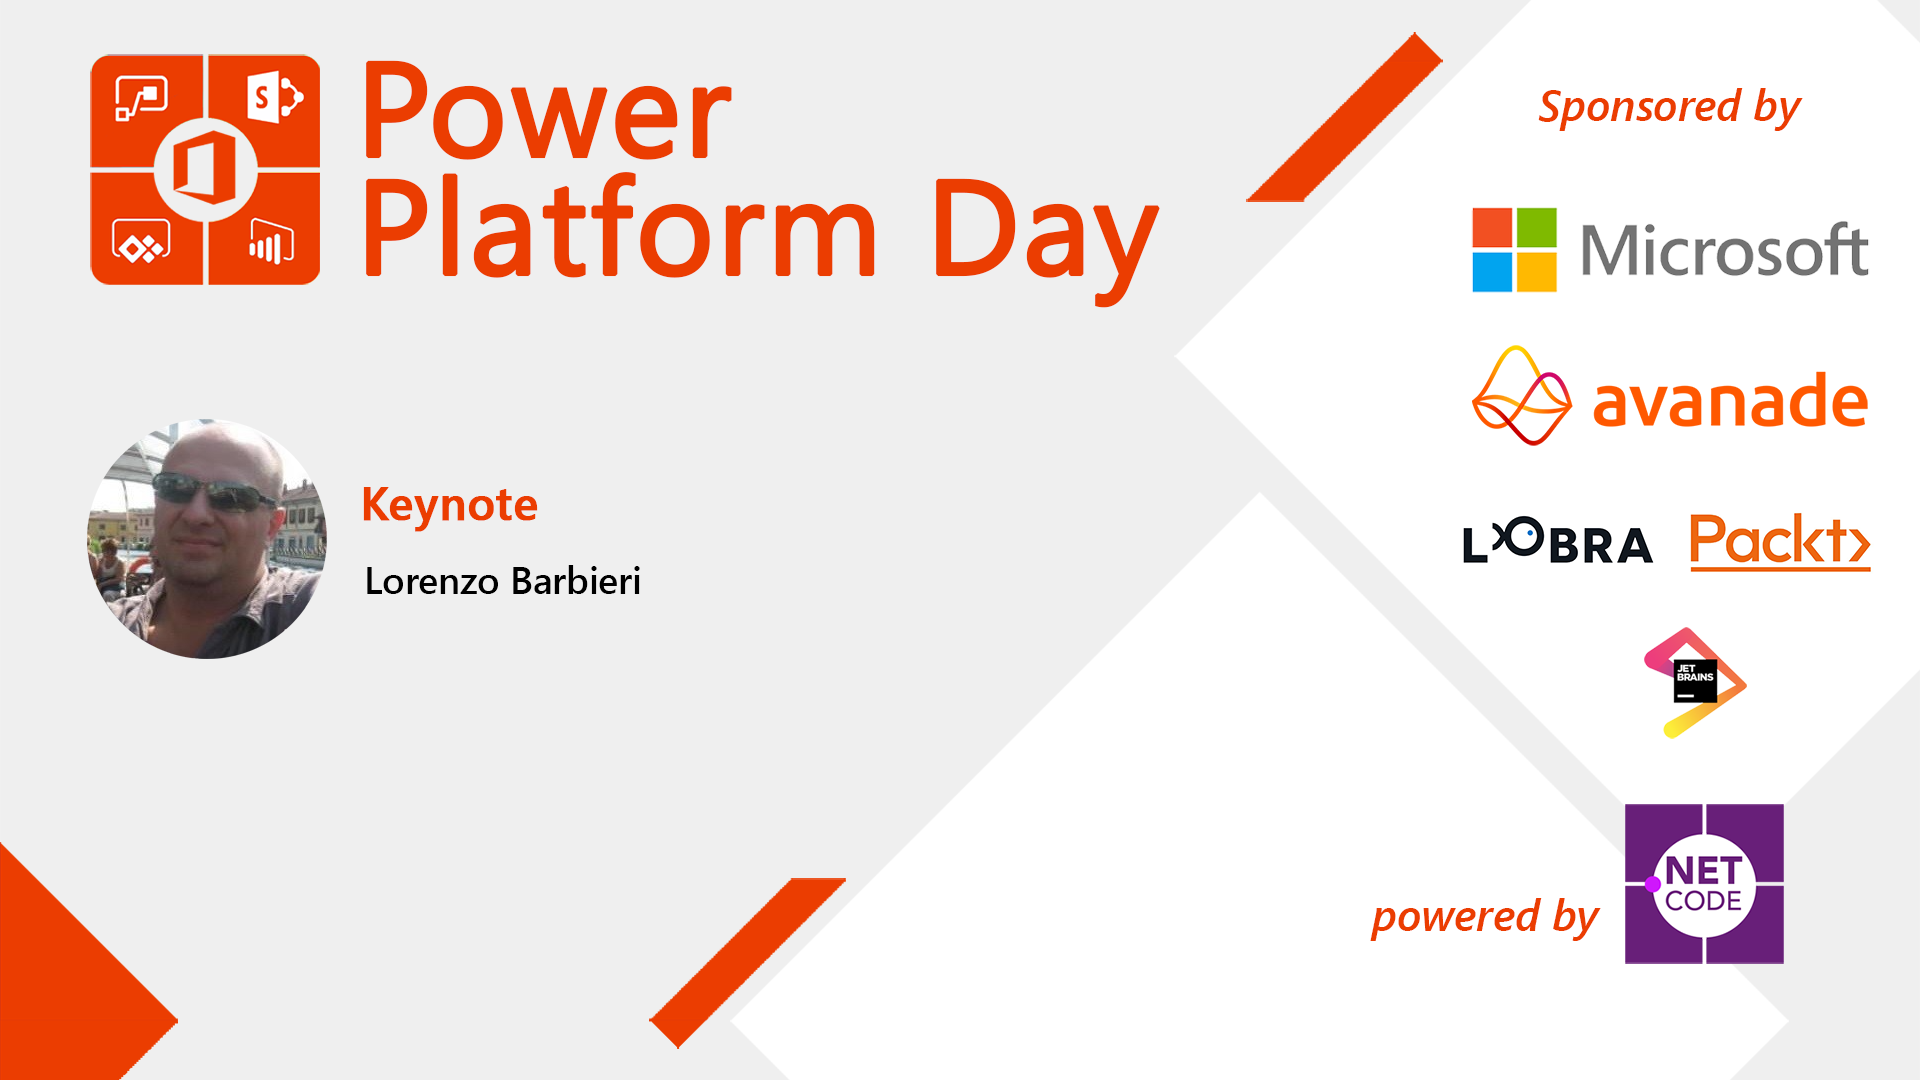 S
Power
Platform Day
Keynote
Lorenzo Barbieri
Sponsored by
Microsoft
avanade
LOBRA
Packt>
JET
BRAINS
powered by
NET
CODE